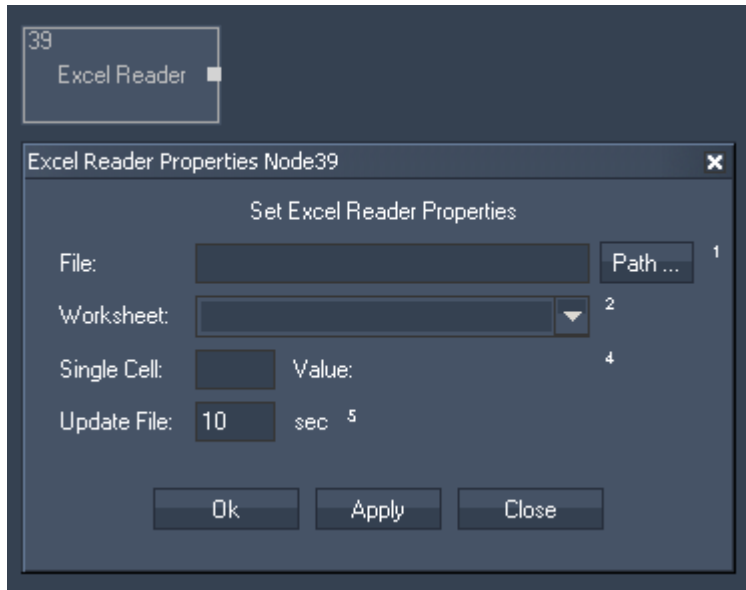 39
Excel Reader
Excel Reader Properties Node39
Set Excel Reader Properties
File: Path ... 1
Worksheet: 2
Single Cell: Value: 4
Update File: 10 sec 5
Ok Apply Close